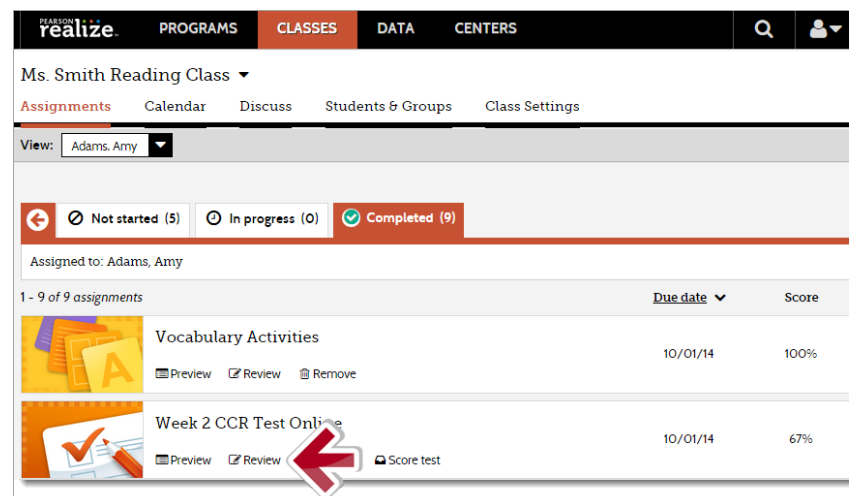 PEARSON
realize. PROGRAMS CLASSES DATA CENTERS
Ms. Smith Reading Class
Assignments Calendar Discuss Students & Groups Class Settings
View: Adams, Amy
Not started (5) In progress (0) Completed (9)
Assigned to: Adams, Amy
1 - 9 of 9 assignments Due date Score
Vocabulary Activities
10/01/14 100%
Preview Review Remove
A
Week 2 CCR Test Online
10/01/14 67%
Preview Review Score test